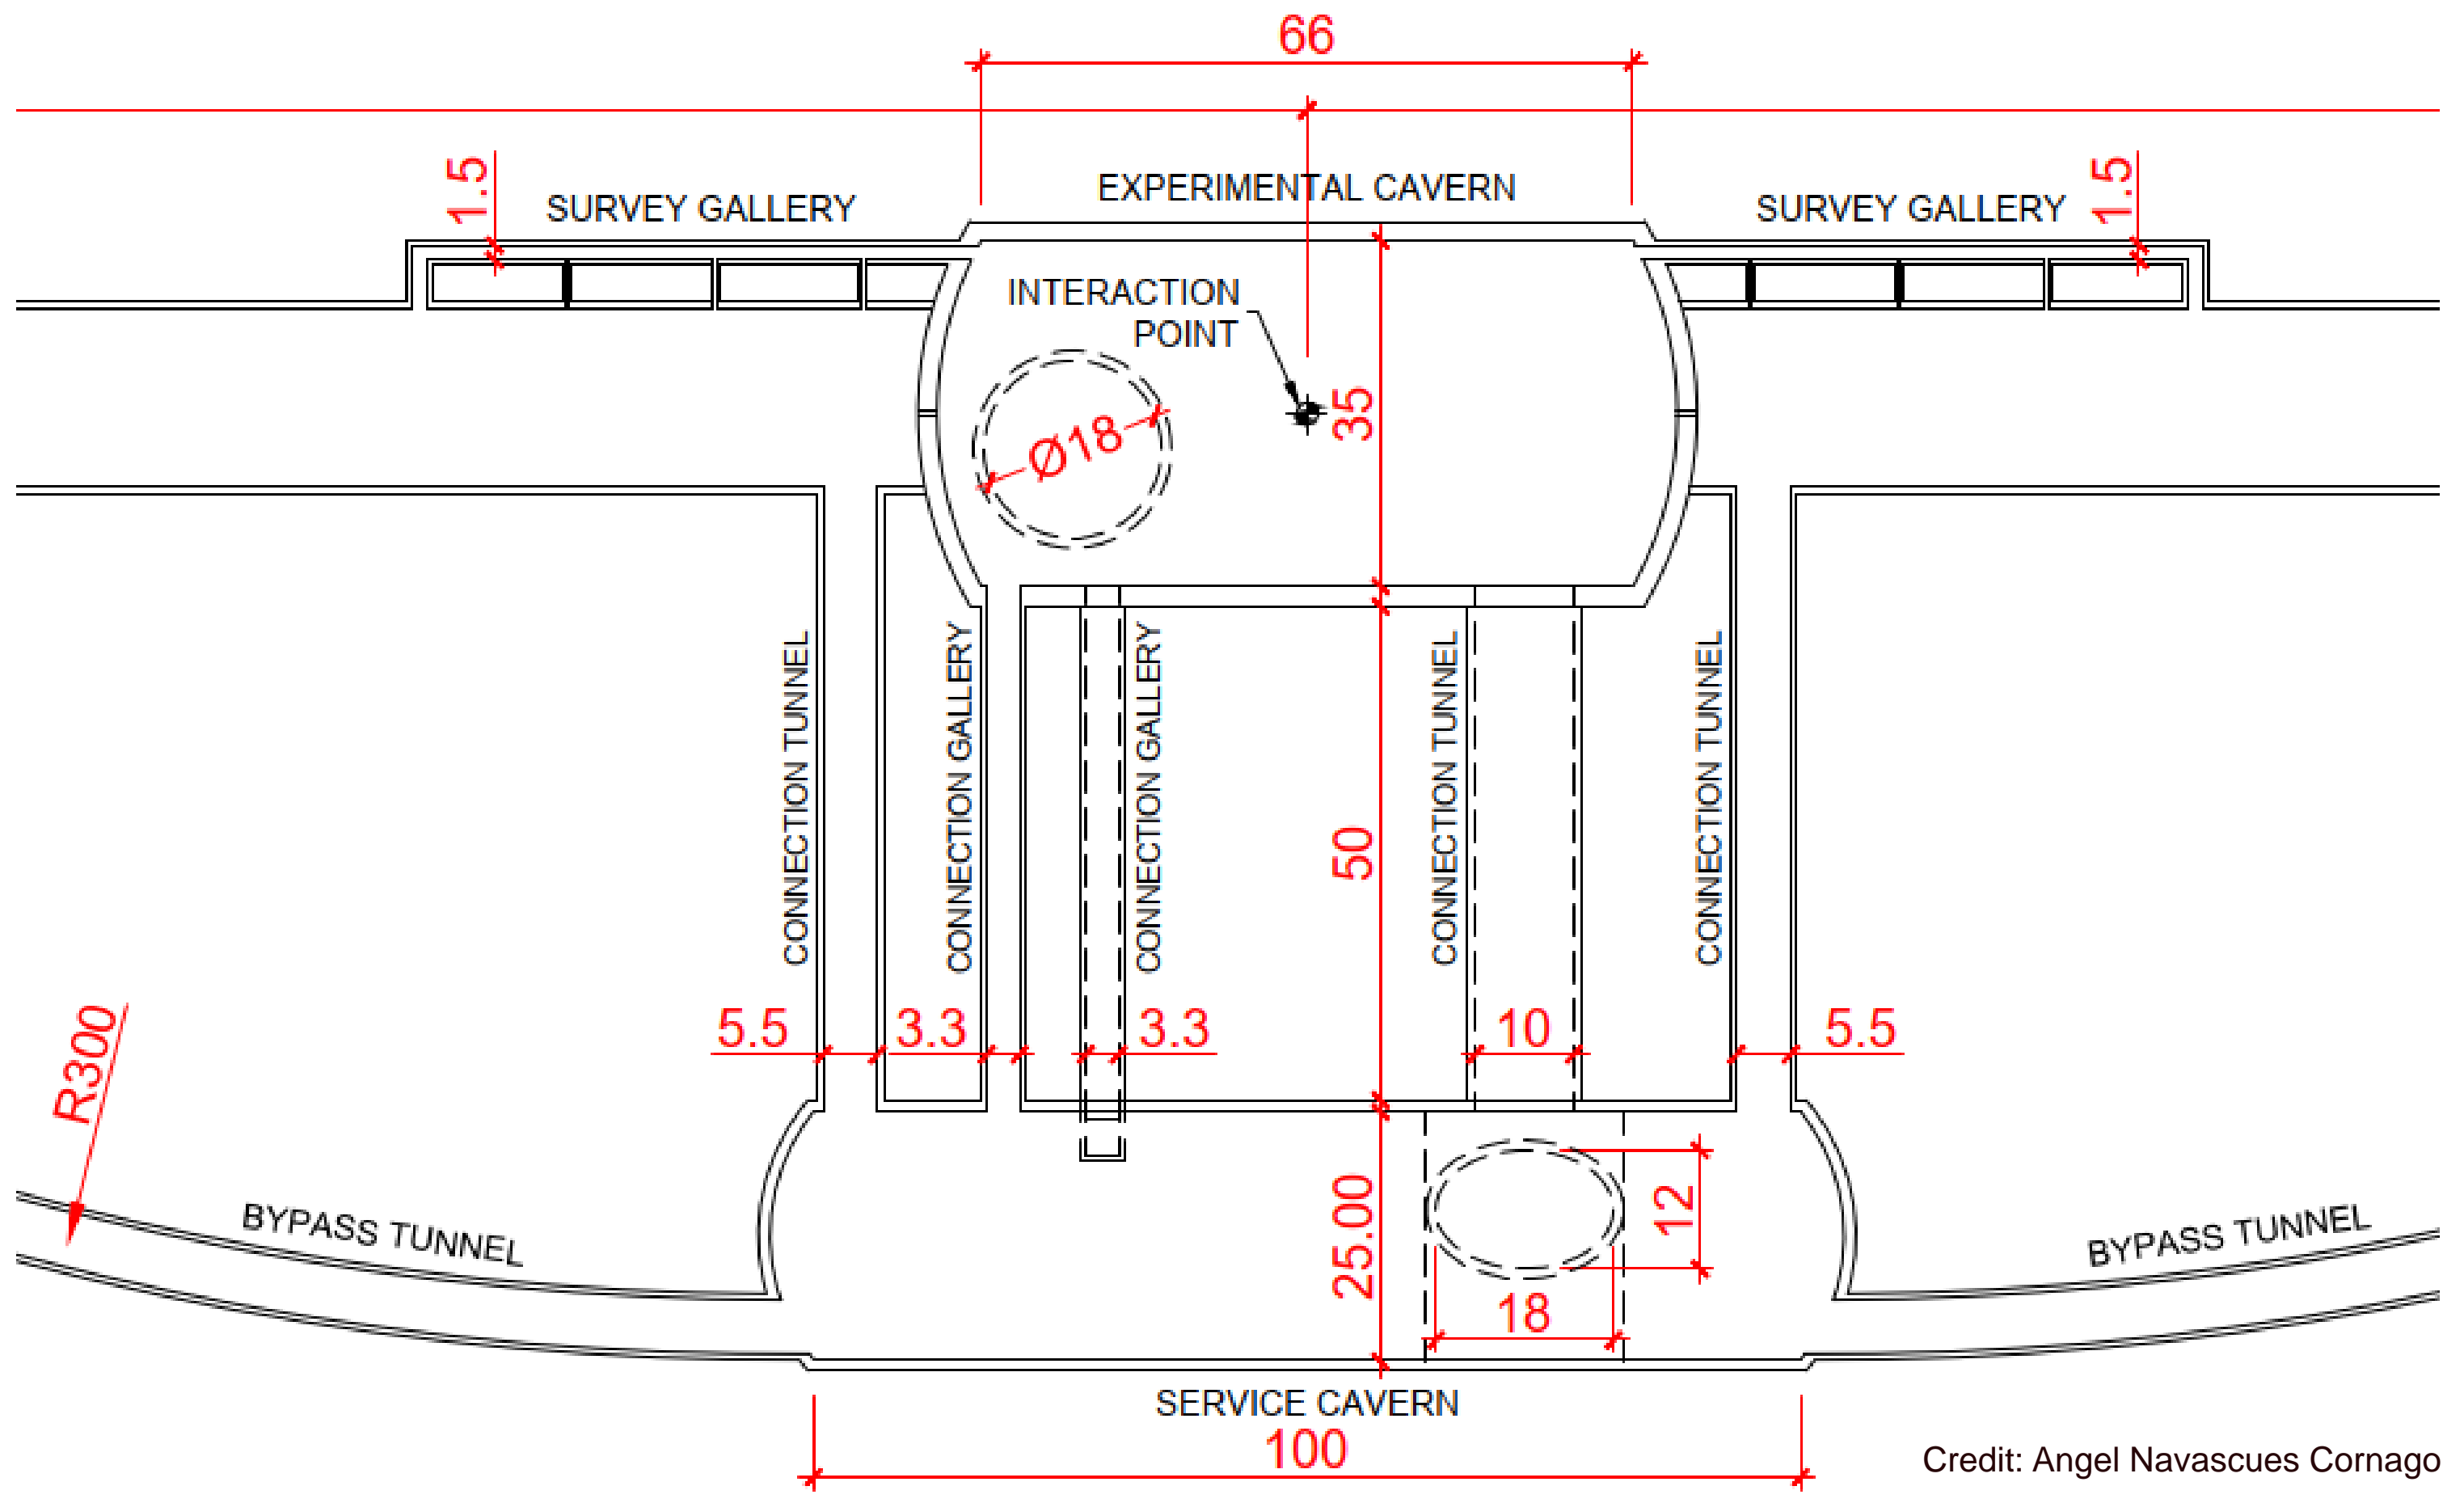 66
1.5
SURVEY GALLERY
EXPERIMENTAL CAVERN
SURVEY GALLERY
1.5
INTERACTION
POINT
Ø18
35
CONNECTION TUNNEL
CONNECTION GALLERY
CONNECTION GALLERY
50
CONNECTION TUNNEL
CONNECTION TUNNEL
5.5
3.3
3.3
10
5.5
R300
BYPASS TUNNEL
25.00
12
18
BYPASS TUNNEL
SERVICE CAVERN
100
Credit: Angel Navascues Cornago